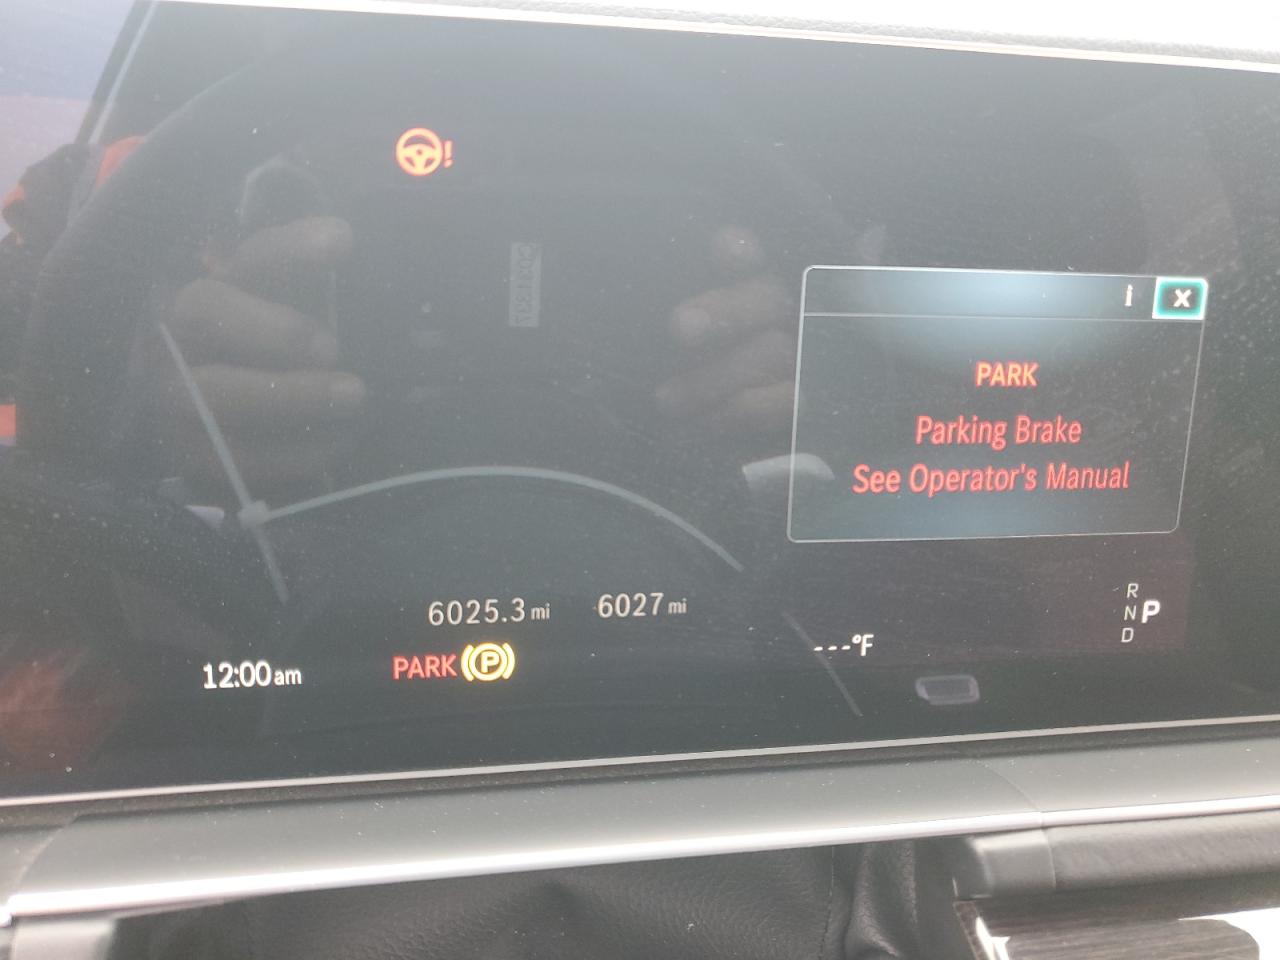 !
i X
PARK
Parking Brake
See Operator's Manual
6025.3 mi 6027 mi
R
N P
D
---°F
12:00 am PARK (P)